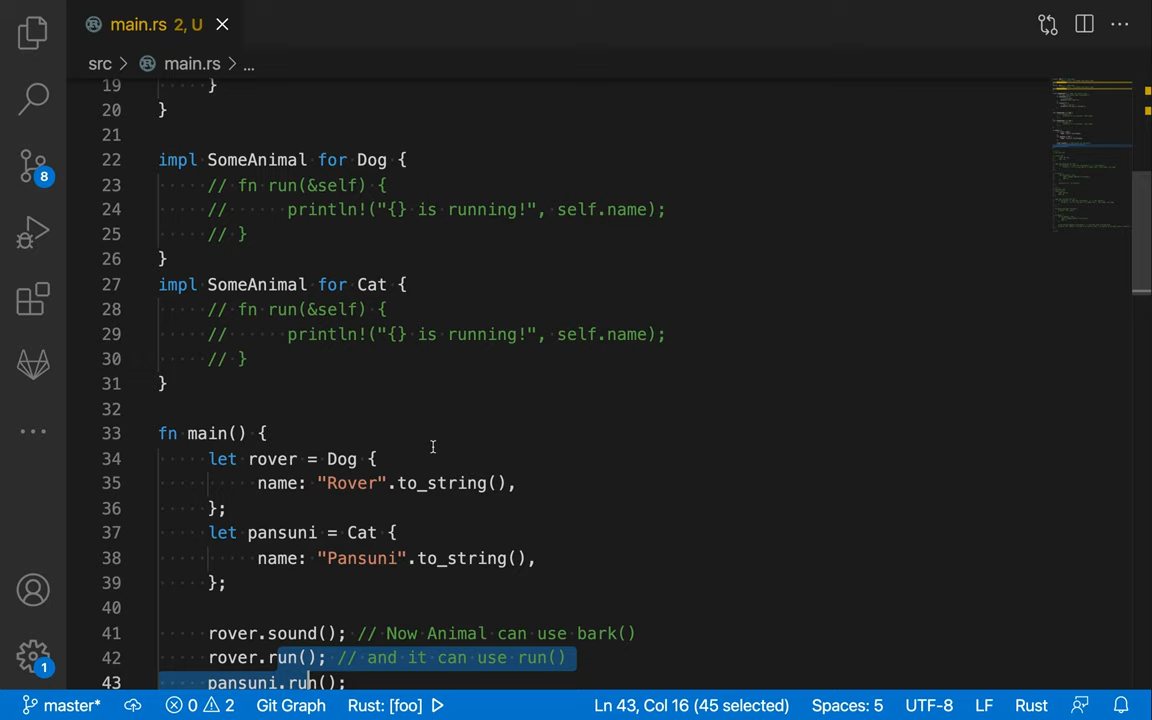 main.rs 2, U
src > main.rs > ...
19 }
20 }
21
22 impl SomeAnimal for Dog {
23 // fn run(&self) {
24 // println!("{} is running!", self.name);
25 // }
26 }
27 impl SomeAnimal for Cat {
28 // fn run(&self) {
29 // println!("{} is running!", self.name);
30 // }
31 }
32
33 fn main() {
34 let rover = Dog {
35 name: "Rover".to_string(),
36 };
37 let pansuni = Cat {
38 name: "Pansuni".to_string(),
39 };
40
41 rover.sound(); // Now Animal can use bark()
42 rover.run(); // and it can use run()
43 pansuni.run();
8
1
master* 0 2 Git Graph Rust: [foo] Ln 43, Col 16 (45 selected) Spaces: 5 UTF-8 LF Rust